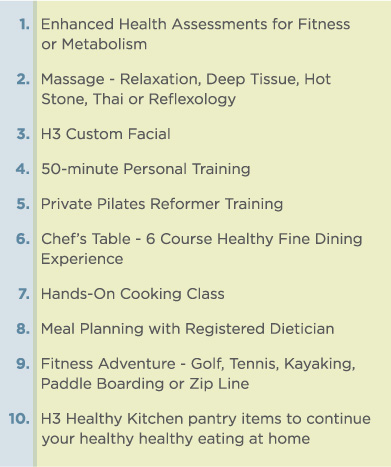 1. Enhanced Health Assessments for Fitness
or Metabolism
2. Massage - Relaxation, Deep Tissue, Hot
Stone, Thai or Reflexology
3. H3 Custom Facial
4. 50-minute Personal Training
5. Private Pilates Reformer Training
6. Chef's Table - 6 Course Healthy Fine Dining
Experience
7. Hands-On Cooking Class
8. Meal Planning with Registered Dietician
9. Fitness Adventure - Golf, Tennis, Kayaking,
Paddle Boarding or Zip Line
10. H3 Healthy Kitchen pantry items to continue
your healthy healthy eating at home